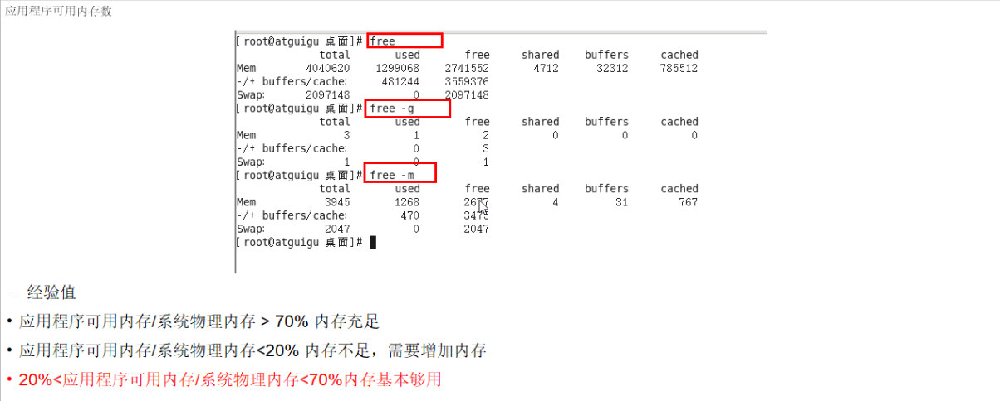 应用程序可用内存数
[root@atguigu 桌面]# free
total used free shared buffers cached
Mem: 4040620 1299068 2741552 4712 32312 785512
-/+ buffers/cache: 481244 3559376
Swap: 2097148 0 2097148
[root@atguigu 桌面]# free -g
total used free shared buffers cached
Mem: 3 1 2 0 0 0
-/+ buffers/cache: 0 3
Swap: 1 0 1
[root@atguigu 桌面]# free -m
total used free shared buffers cached
Mem: 3945 1268 2677 4 31 767
-/+ buffers/cache: 470 3475
Swap: 2047 0 2047
[root@atguigu 桌面]#
- 经验值
• 应用程序可用内存/系统物理内存 > 70% 内存充足
• 应用程序可用内存/系统物理内存<20% 内存不足，需要增加内存
• 20%<应用程序可用内存/系统物理内存<70%内存基本够用